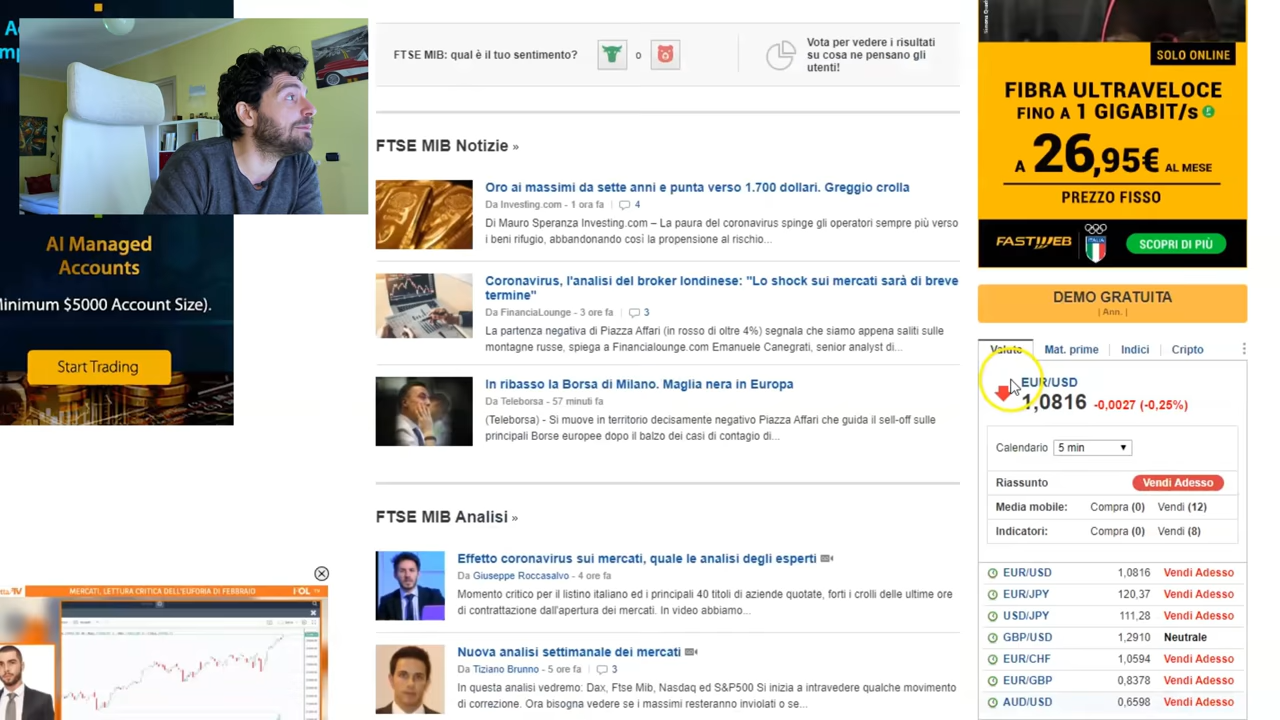 AI Managed
Accounts
Minimum $5000 Account Size).
Start Trading
MERCATI, LETTURA CRITICA DELL'EUFORIA DI FEBBRAIO
FTSE MIB: qual è il tuo sentimento?
o
Vota per vedere i risultati
su cosa ne pensano gli
utenti!
FTSE MIB Notizie »
Oro ai massimi da sette anni e punta verso 1.700 dollari. Greggio crolla
Da Investing.com - 1 ora fa | 4
Di Mauro Speranza Investing.com – La paura del coronavirus spinge gli operatori sempre più verso
i beni rifugio, abbandonando così la propensione al rischio...
Coronavirus, l'analisi del broker londinese: "Lo shock sui mercati sarà di breve
termine"
Da FinanciaLounge - 3 ore fa | 3
La partenza negativa di Piazza Affari (in rosso di oltre 4%) segnala che siamo appena saliti sulle
montagne russe, spiega a Financialounge.com Emanuele Canegrati, senior analyst di...
In ribasso la Borsa di Milano. Maglia nera in Europa
Da Teleborsa - 57 minuti fa
(Teleborsa) - Si muove in territorio decisamente negativo Piazza Affari che guida il sell-off sulle
principali Borse europee dopo il balzo dei casi di contagio di...
FTSE MIB Analisi »
Effetto coronavirus sui mercati, quale le analisi degli esperti
Da Giuseppe Roccasalvo - 4 ore fa
Momento critico per il listino italiano ed i principali 40 titoli di aziende quotate, forti i crolli delle ultime ore
di contrattazione dall'apertura dei mercati. In video abbiamo...
Nuova analisi settimanale dei mercati
Da Tiziano Brunno - 5 ore fa | 3
In questa analisi vedremo: Dax, Ftse Mib, Nasdaq ed S&P500 Si inizia a intravedere qualche movimento
di correzione. Ora bisogna vedere se i massimi resteranno inviolati o se...
SOLO ONLINE
FIBRA ULTRAVELOCE
FINO A 1 GIGABIT/s
A 26,95€ AL MESE
PREZZO FISSO
FASTWEB ITALIA SCOPRI DI PIÙ
DEMO GRATUITA
| Ann. |
Valute Mat. prime Indici Cripto
EUR/USD
1,0816 -0,0027 (-0,25%)
Calendario 5 min
Riassunto Vendi Adesso
Media mobile: Compra (0) Vendi (12)
Indicatori: Compra (0) Vendi (8)
EUR/USD 1,0816 Vendi Adesso
EUR/JPY 120,37 Vendi Adesso
USD/JPY 111,28 Vendi Adesso
GBP/USD 1,2910 Neutrale
EUR/CHF 1,0594 Vendi Adesso
EUR/GBP 0,8378 Vendi Adesso
AUD/USD 0,6598 Vendi Adesso